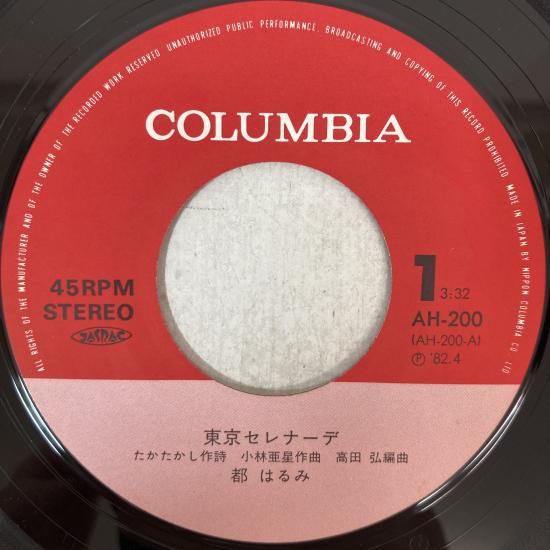 ALL RIGHTS OF THE MANUFACTURER AND OF THE OWNER OF THE RECORDED WORK RESERVED. UNAUTHORIZED PUBLIC PERFORMANCE, BROADCASTING AND COPYING OF THIS RECORD PROHIBITED. MADE IN JAPAN BY NIPPON COLUMBIA CO. LTD
COLUMBIA
45RPM
STEREO
JASRAC
1 3:32
AH-200
(AH-200-A)
Ⓟ '82.4
東京セレナーデ
たかたかし作詩 小林亜星作曲 高田 弘編曲
都 はるみ